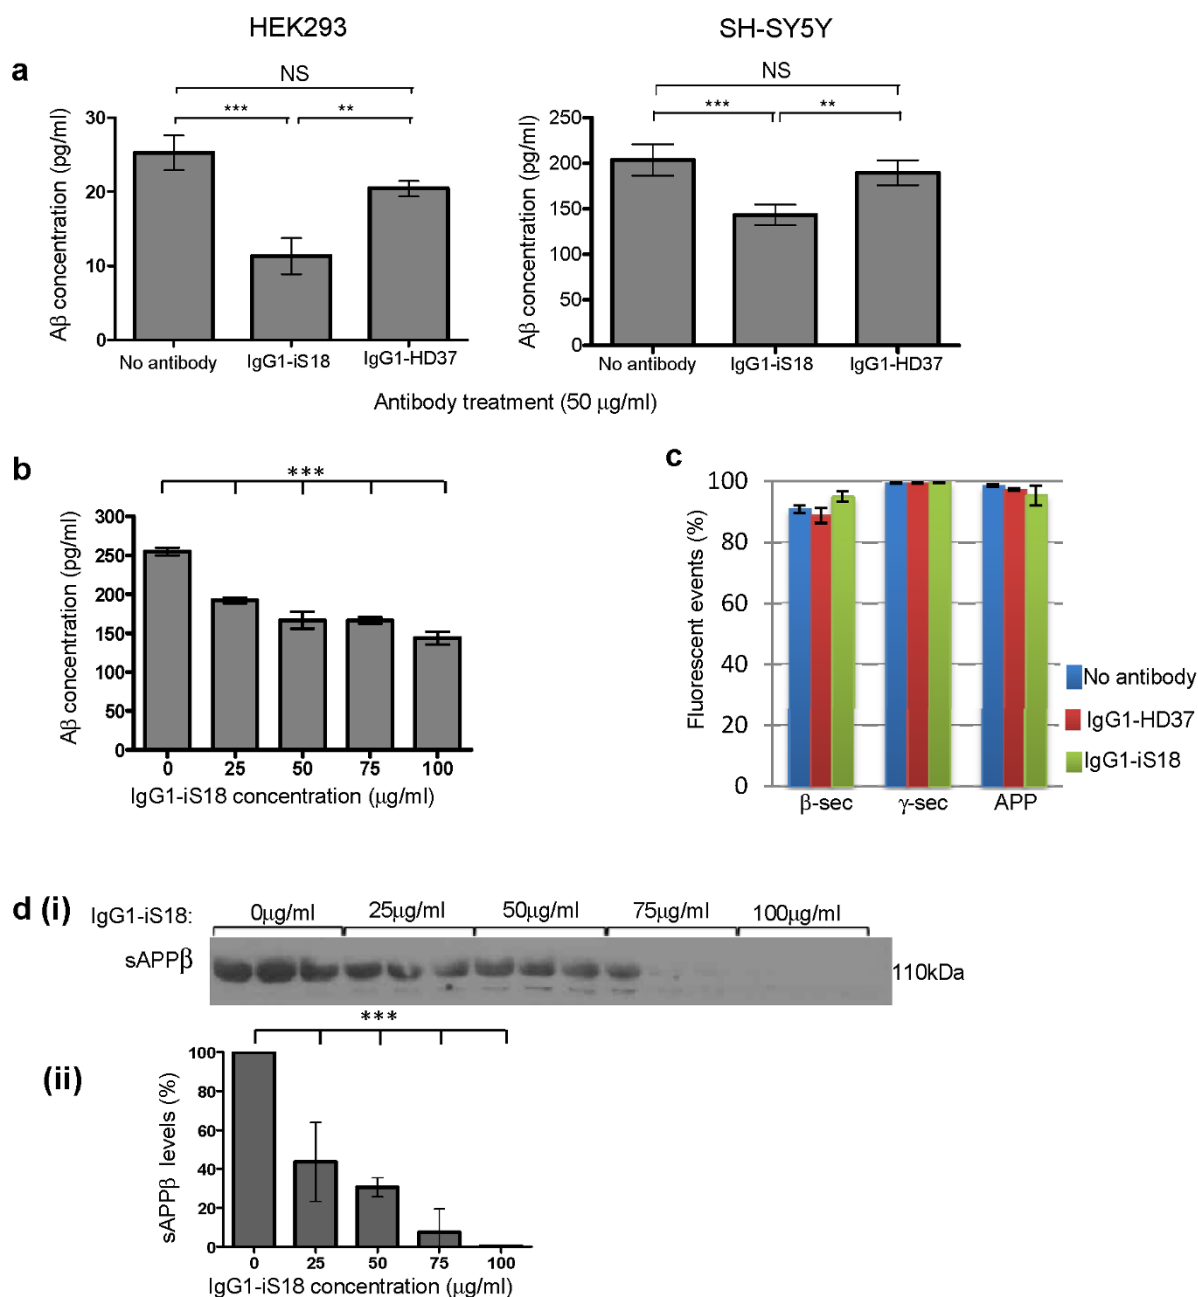 HEK293 SH-SY5Y
a
NS NS
*** ** *** **
Aβ concentration (pg/ml)
30
20
10
0
No antibody IgG1-iS18 IgG1-HD37
Aβ concentration (pg/ml)
250
200
150
100
50
0
No antibody IgG1-iS18 IgG1-HD37
Antibody treatment (50 µg/ml)
b
***
Aβ concentration (pg/ml)
300
250
200
150
100
50
0
0 25 50 75 100
IgG1-iS18 concentration (µg/ml)
c
Fluorescent events (%)
100
80
60
40
20
0
β-sec γ-sec APP
No antibody
IgG1-HD37
IgG1-iS18
d (i)
IgG1-iS18: 0µg/ml 25µg/ml 50µg/ml 75µg/ml 100µg/ml
sAPPβ 110kDa
(ii)
***
sAPPβ levels (%)
100
80
60
40
20
0
0 25 50 75 100
IgG1-iS18 concentration (µg/ml)